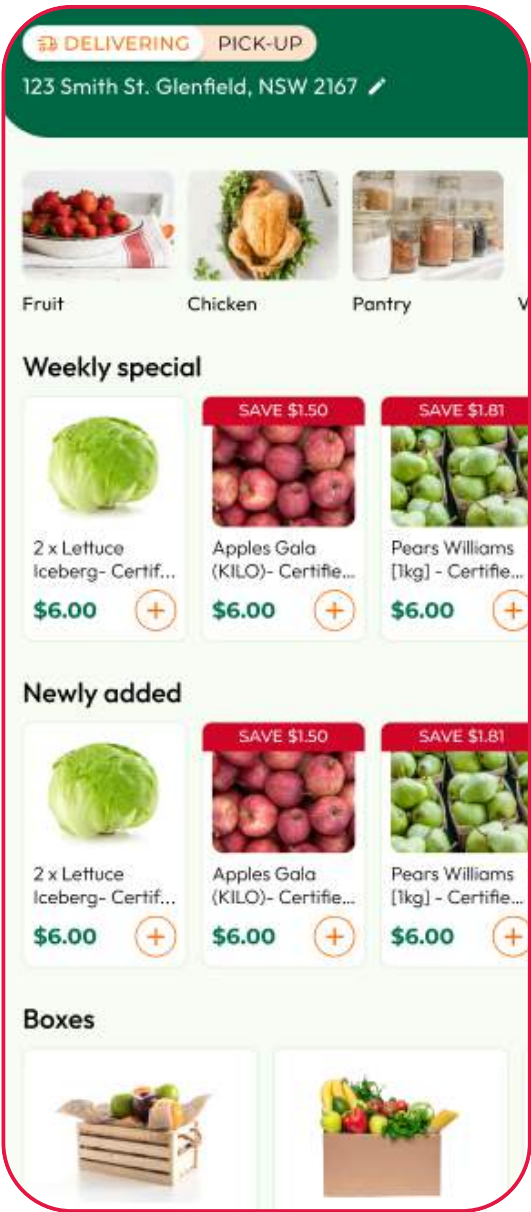 DELIVERING PICK-UP
123 Smith St. Glenfield, NSW 2167
Fruit
Chicken
Pantry
Weekly special
2 x Lettuce
Iceberg- Certif...
$6.00
SAVE $1.50
Apples Gala
(KILO)- Certifie...
$6.00
SAVE $1.81
Pears Williams
[1kg] - Certifie...
$6.00
Newly added
2 x Lettuce
Iceberg- Certif...
$6.00
SAVE $1.50
Apples Gala
(KILO)- Certifie...
$6.00
SAVE $1.81
Pears Williams
[1kg] - Certifie...
$6.00
Boxes